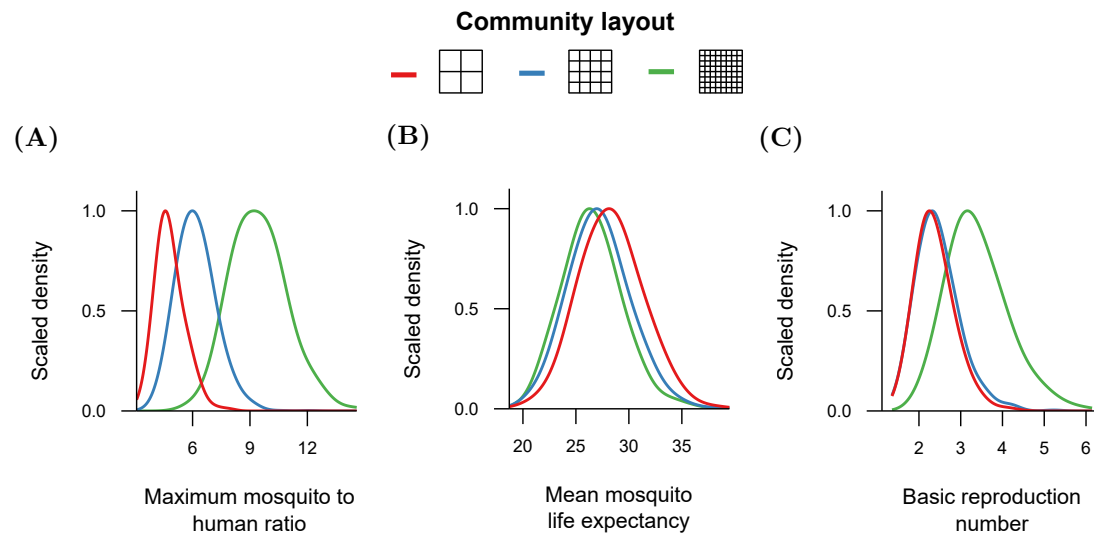 Community layout
(A)
(B)
(C)
Scaled density
1.0
0.5
0.0
6 9 12
Maximum mosquito to
human ratio
Scaled density
1.0
0.5
0.0
20 25 30 35
Mean mosquito
life expectancy
Scaled density
1.0
0.5
0.0
2 3 4 5 6
Basic reproduction
number